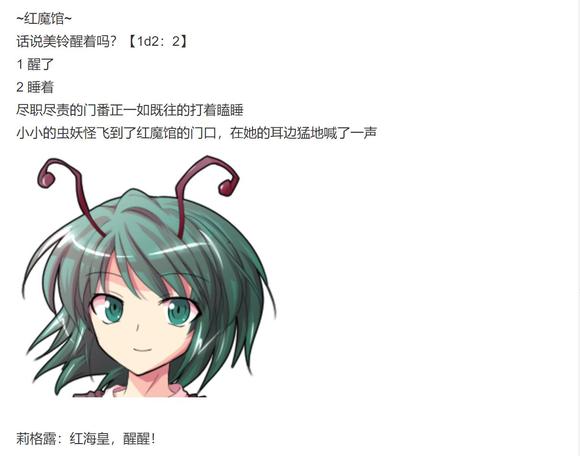 ~红魔馆~
话说美铃醒着吗？【1d2：2】
1 醒了
2 睡着
尽职尽责的门番正一如既往的打着瞌睡
小小的虫妖怪飞到了红魔馆的门口，在她的耳边猛地喊了一声
莉格露：红海皇，醒醒！